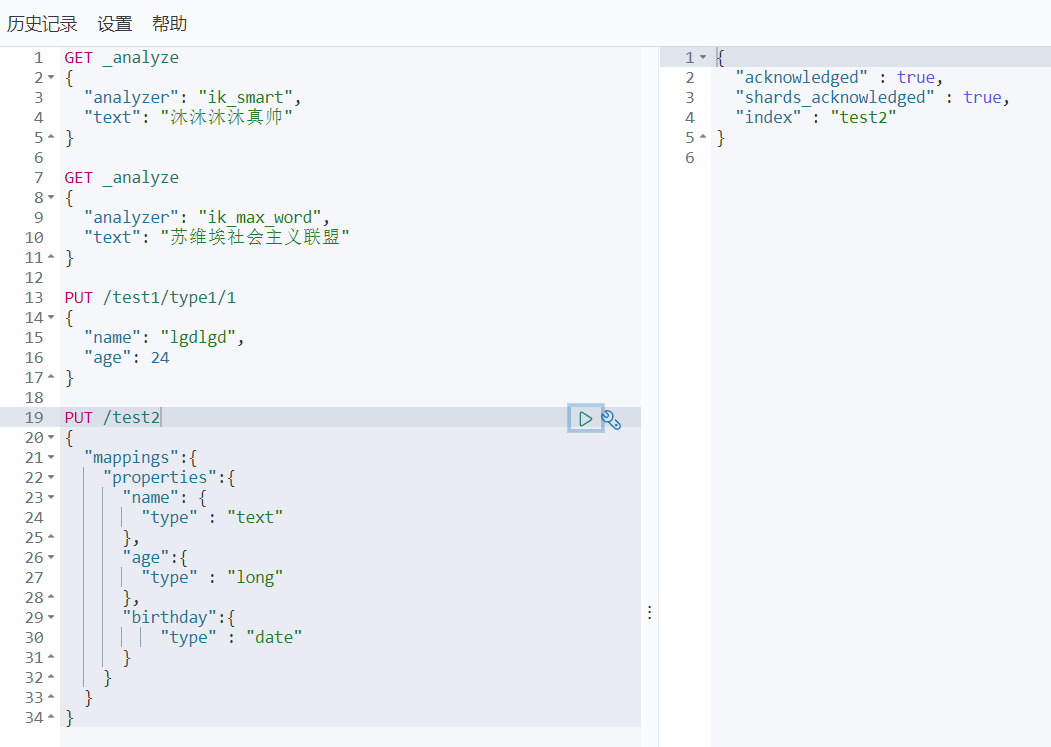 历史记录 设置 帮助
1 GET _analyze
2 {
3 "analyzer": "ik_smart",
4 "text": "沐沐沐沐真帅"
5 }
6
7 GET _analyze
8 {
9 "analyzer": "ik_max_word",
10 "text": "苏维埃社会主义联盟"
11 }
12
13 PUT /test1/type1/1
14 {
15 "name": "lgdlgd",
16 "age": 24
17 }
18
19 PUT /test2
20 {
21 "mappings":{
22 "properties":{
23 "name": {
24 "type" : "text"
25 },
26 "age":{
27 "type" : "long"
28 },
29 "birthday":{
30 "type" : "date"
31 }
32 }
33 }
34 }
1 {
2 "acknowledged" : true,
3 "shards_acknowledged" : true,
4 "index" : "test2"
5 }
6